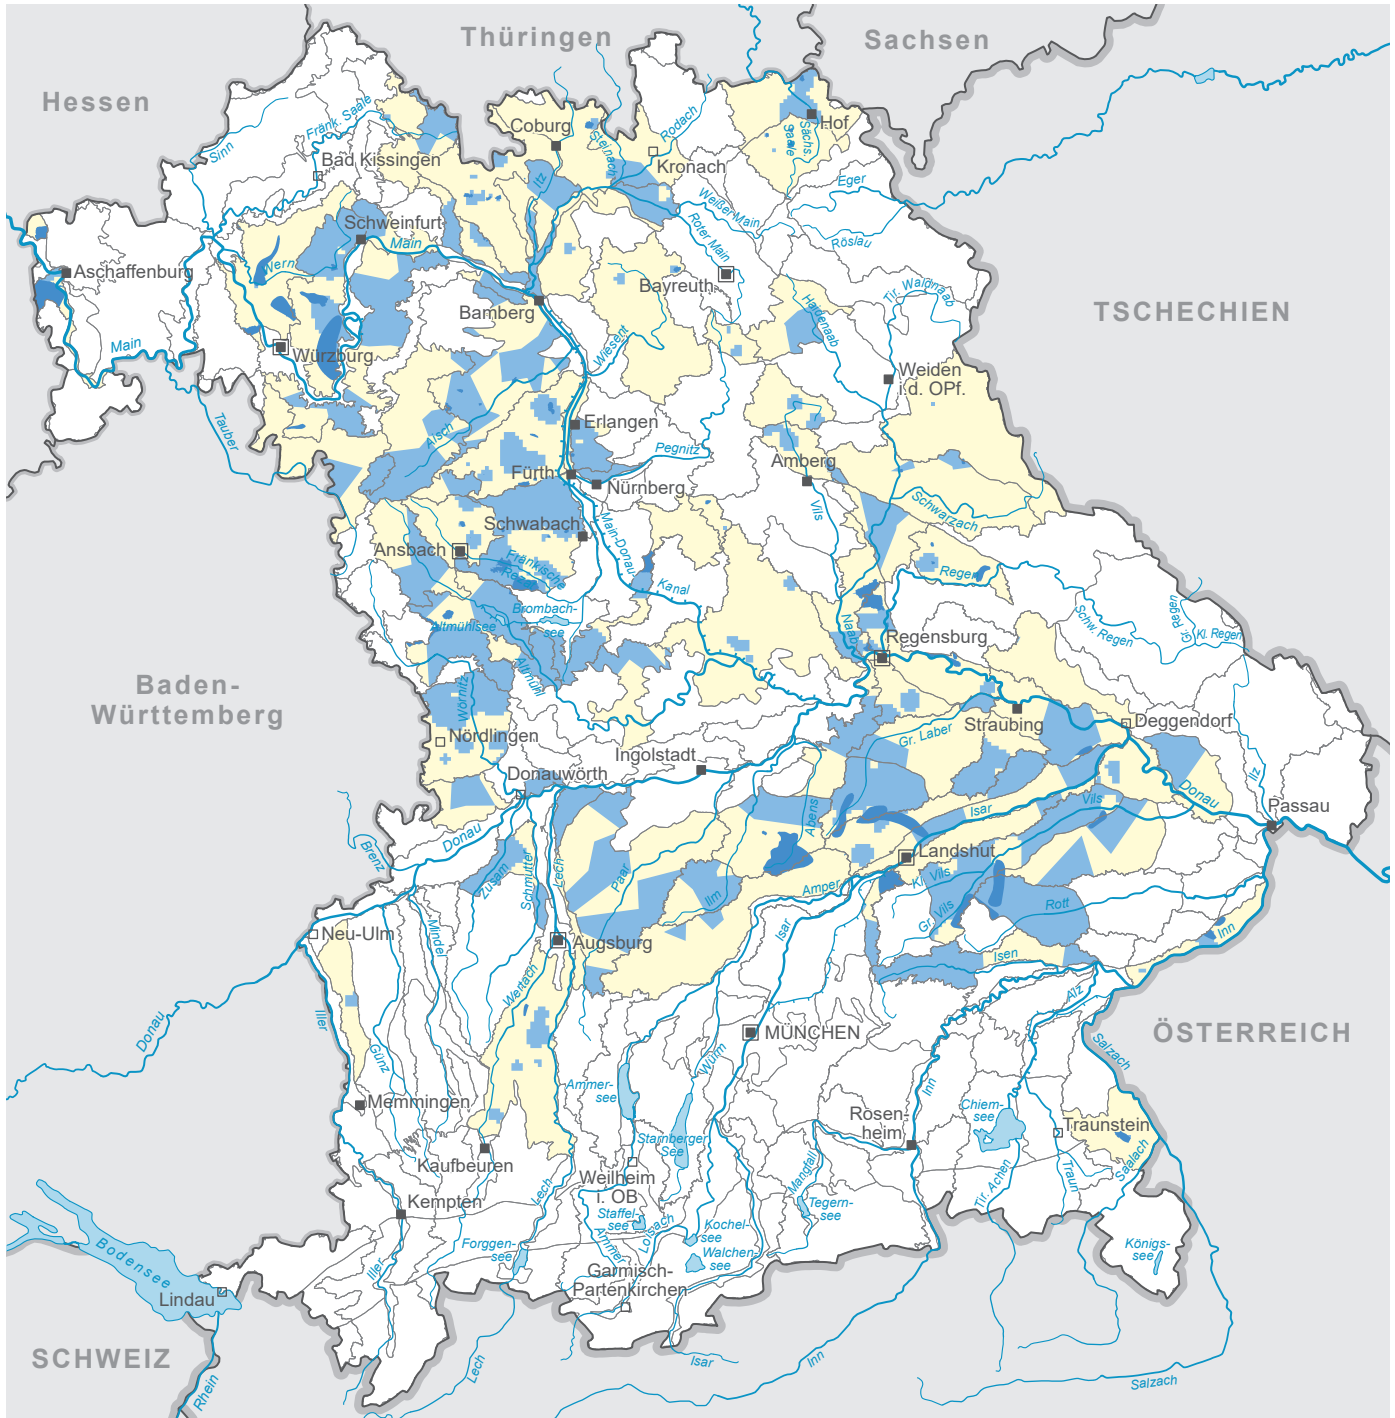 Thüringen
Sachsen
Hessen
Hof
Sächs.
Saale
Coburg
Steinach
Rodach
Kronach
Fränk. Saale
Sinn
Bad Kissingen
Itz
Eger
Weißer Main
Roter Main
Röslau
Schweinfurt
Main
Wern
Aschaffenburg
Bayreuth
Bamberg
Haidenaab
Tir. Waldnaab
TSCHECHIEN
Main
Würzburg
Wiesent
Weiden
i.d. OPf.
Tauber
Aisch
Erlangen
Pegnitz
Amberg
Fürth
Nürnberg
Vils
Schwarzach
Schwabach
Main-Donau
Kanal
Ansbach
Fränkische
Rezat
Regen
Brombach-
see
Altmühlsee
Altmühl
Naab
Regensburg
Schw. Regen
Gr. Regen
Kl. Regen
Baden-
Württemberg
Wörnitz
Nördlingen
Gr. Laber
Straubing
Deggendorf
Ingolstadt
Donauwörth
Ilz
Donau
Passau
Isar
Vils
Abens
Donau
Brenz
Zusam
Schmutter
Lech
Paar
Ilm
Amper
Isar
Landshut
Kl. Vils
Gr. Vils
Rott
Inn
Neu-Ulm
Mindel
Augsburg
Wertach
Isen
Alz
Donau
Iller
Günz
MÜNCHEN
Würm
ÖSTERREICH
Salzach
Inn
Ammer-
see
Memmingen
Starnberger
See
Rosen-
heim
Chiem-
see
Traunstein
Saalach
Kaufbeuren
Weilheim
i. OB
Mangfall
Tegern-
see
Tir. Achen
Traun
Kempten
Lech
Staffel-
see
Ammer
Loisach
Kochel-
see
Walchen-
see
Forggen-
see
Iller
Garmisch-
Partenkirchen
Königs-
see
Bodensee
Lindau
SCHWEIZ
Rhein
Lech
Isar
Inn
Salzach